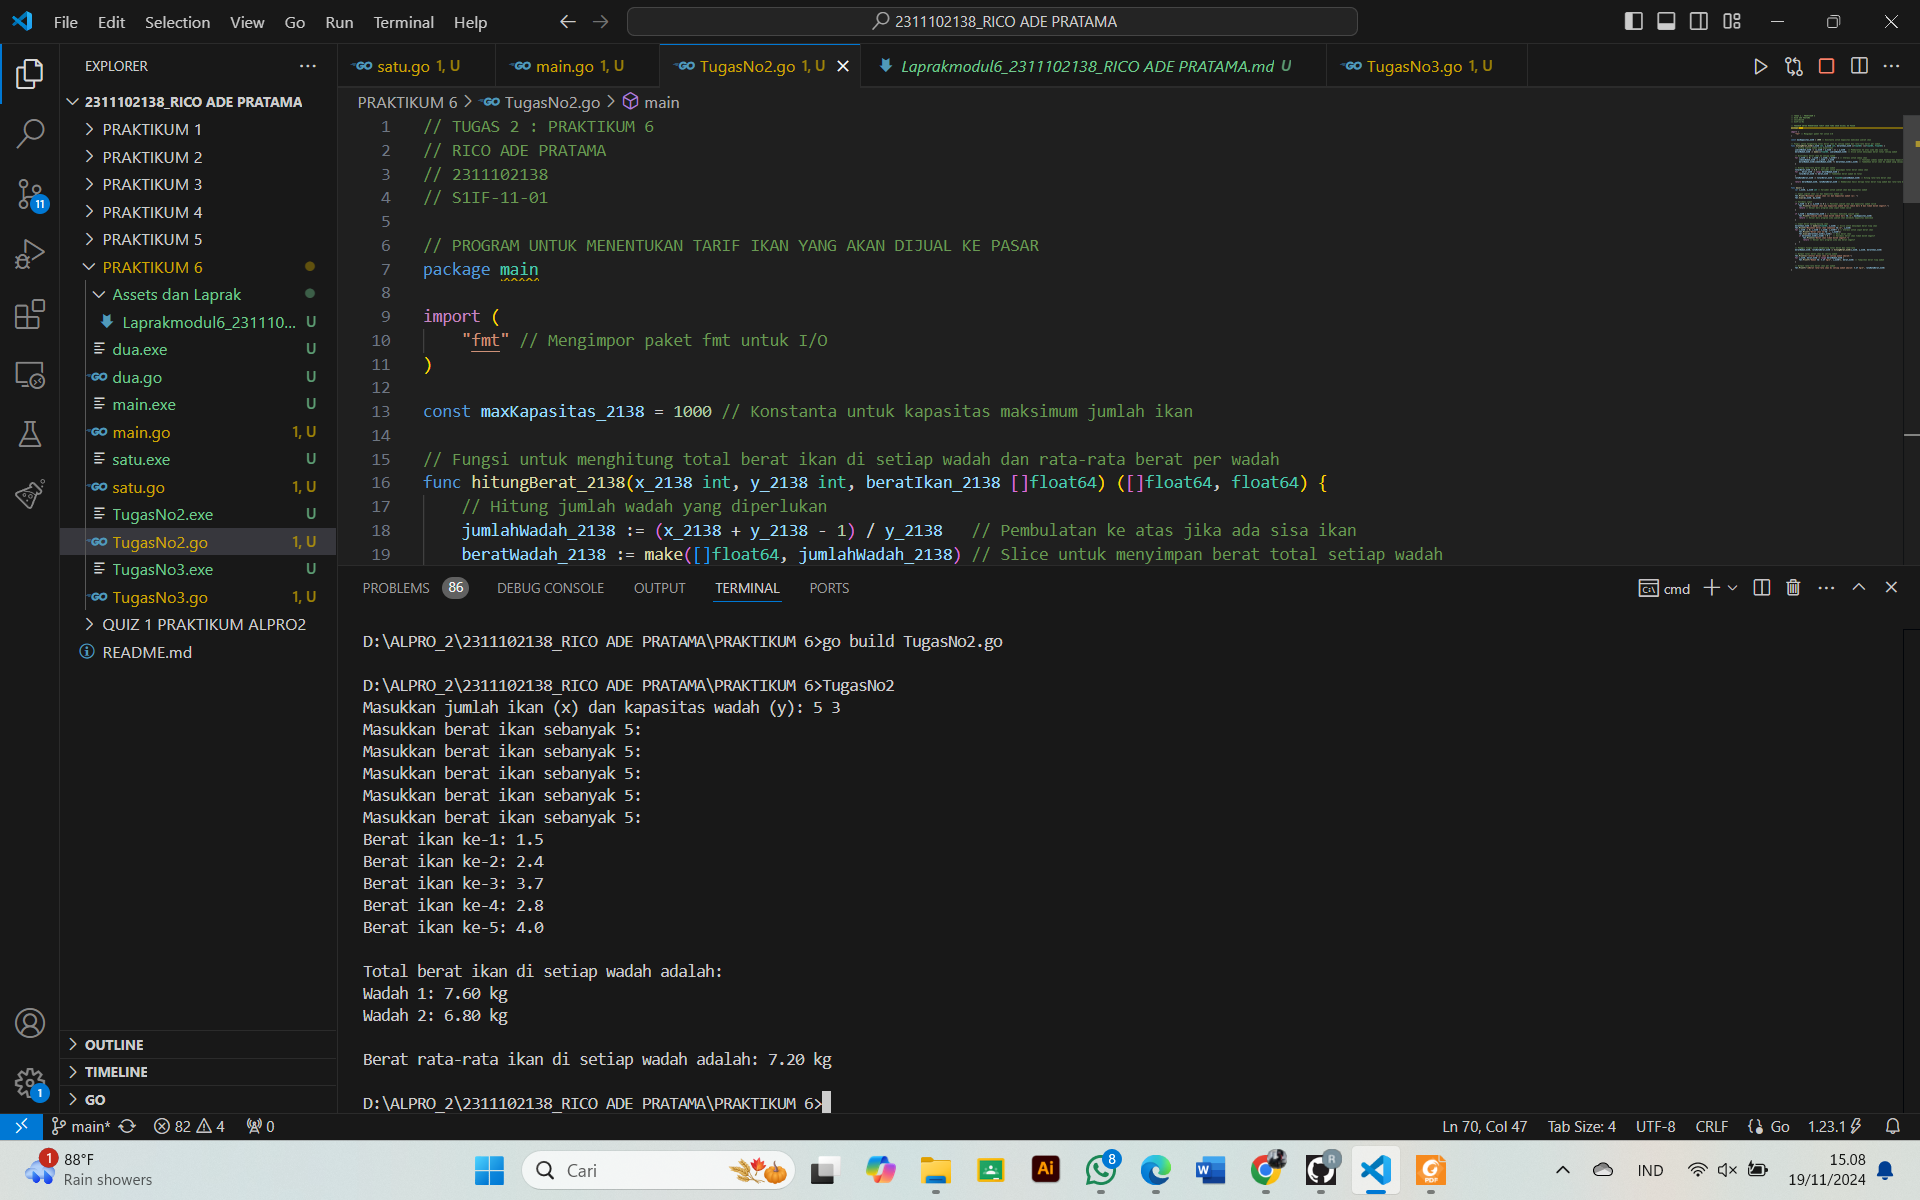 File Edit Selection View Go Run Terminal Help
2311102138_RICO ADE PRATAMA
EXPLORER
2311102138_RICO ADE PRATAMA
PRAKTIKUM 1
PRAKTIKUM 2
PRAKTIKUM 3
PRAKTIKUM 4
PRAKTIKUM 5
PRAKTIKUM 6
Assets dan Laprak
Laprakmodul6_231110... U
dua.exe U
dua.go U
main.exe U
main.go 1, U
satu.exe U
satu.go 1, U
TugasNo2.exe U
TugasNo2.go 1, U
TugasNo3.exe U
TugasNo3.go 1, U
QUIZ 1 PRAKTIKUM ALPRO2
README.md
OUTLINE
TIMELINE
GO
11
1
satu.go 1, U
main.go 1, U
TugasNo2.go 1, U
Laprakmodul6_2311102138_RICO ADE PRATAMA.md U
TugasNo3.go 1, U
PRAKTIKUM 6 > TugasNo2.go > main
1 // TUGAS 2 : PRAKTIKUM 6
2 // RICO ADE PRATAMA
3 // 2311102138
4 // S1IF-11-01
5
6 // PROGRAM UNTUK MENENTUKAN TARIF IKAN YANG AKAN DIJUAL KE PASAR
7 package main
8
9 import (
10 "fmt" // Mengimpor paket fmt untuk I/O
11 )
12
13 const maxKapasitas_2138 = 1000 // Konstanta untuk kapasitas maksimum jumlah ikan
14
15 // Fungsi untuk menghitung total berat ikan di setiap wadah dan rata-rata berat per wadah
16 func hitungBerat_2138(x_2138 int, y_2138 int, beratIkan_2138 []float64) ([]float64, float64) {
17 // Hitung jumlah wadah yang diperlukan
18 jumlahWadah_2138 := (x_2138 + y_2138 - 1) / y_2138 // Pembulatan ke atas jika ada sisa ikan
19 beratWadah_2138 := make([]float64, jumlahWadah_2138) // Slice untuk menyimpan berat total setiap wadah
PROBLEMS 86 DEBUG CONSOLE OUTPUT TERMINAL PORTS
cmd
D:\ALPRO_2\2311102138_RICO ADE PRATAMA\PRAKTIKUM 6>go build TugasNo2.go
D:\ALPRO_2\2311102138_RICO ADE PRATAMA\PRAKTIKUM 6>TugasNo2
Masukkan jumlah ikan (x) dan kapasitas wadah (y): 5 3
Masukkan berat ikan sebanyak 5:
Masukkan berat ikan sebanyak 5:
Masukkan berat ikan sebanyak 5:
Masukkan berat ikan sebanyak 5:
Masukkan berat ikan sebanyak 5:
Berat ikan ke-1: 1.5
Berat ikan ke-2: 2.4
Berat ikan ke-3: 3.7
Berat ikan ke-4: 2.8
Berat ikan ke-5: 4.0
Total berat ikan di setiap wadah adalah:
Wadah 1: 7.60 kg
Wadah 2: 6.80 kg
Berat rata-rata ikan di setiap wadah adalah: 7.20 kg
D:\ALPRO_2\2311102138_RICO ADE PRATAMA\PRAKTIKUM 6>
main* 82 4 0
Ln 70, Col 47 Tab Size: 4 UTF-8 CRLF Go 1.23.1
1
88°F
Rain showers
Cari
Ai
8
R
PDF
IND
15.08
19/11/2024